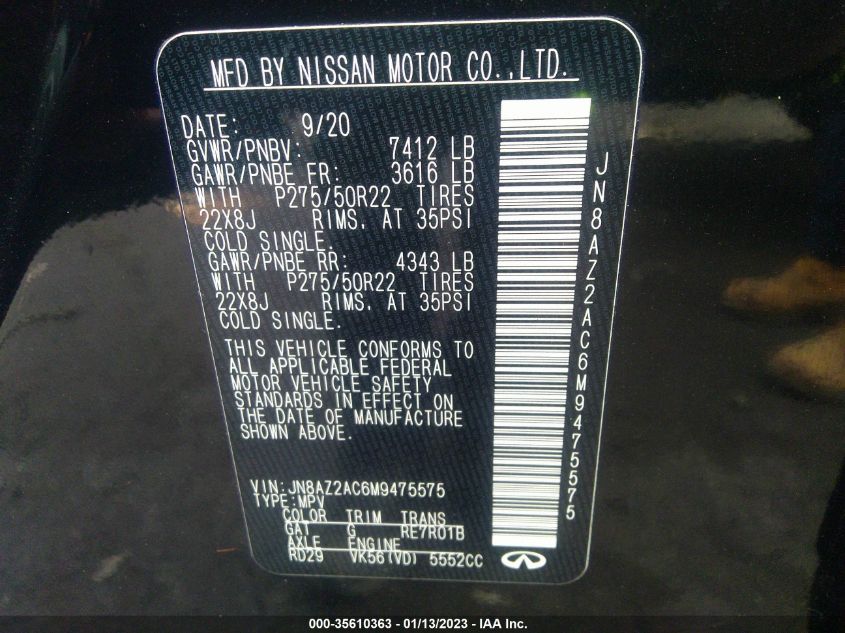 MFD BY NISSAN MOTOR CO.,LTD.
DATE: 9/20
GVWR/PNBV: 7412 LB
GAWR/PNBE FR: 3616 LB
WITH P275/50R22 TIRES
22X8J RIMS. AT 35PSI
COLD SINGLE.
GAWR/PNBE RR: 4343 LB
WITH P275/50R22 TIRES
22X8J RIMS. AT 35PSI
COLD SINGLE.
THIS VEHICLE CONFORMS TO
ALL APPLICABLE FEDERAL
MOTOR VEHICLE SAFETY
STANDARDS IN EFFECT ON
THE DATE OF MANUFACTURE
SHOWN ABOVE.
VIN:JN8AZ2AC6M9475575
TYPE:MPV
COLOR TRIM TRANS
GAT G RE7R01B
AXLE ENGINE
RD29 VK56(VD) 5552CC
JN8AZ2AC6M9475575
000-35610363 - 01/13/2023 - IAA Inc.